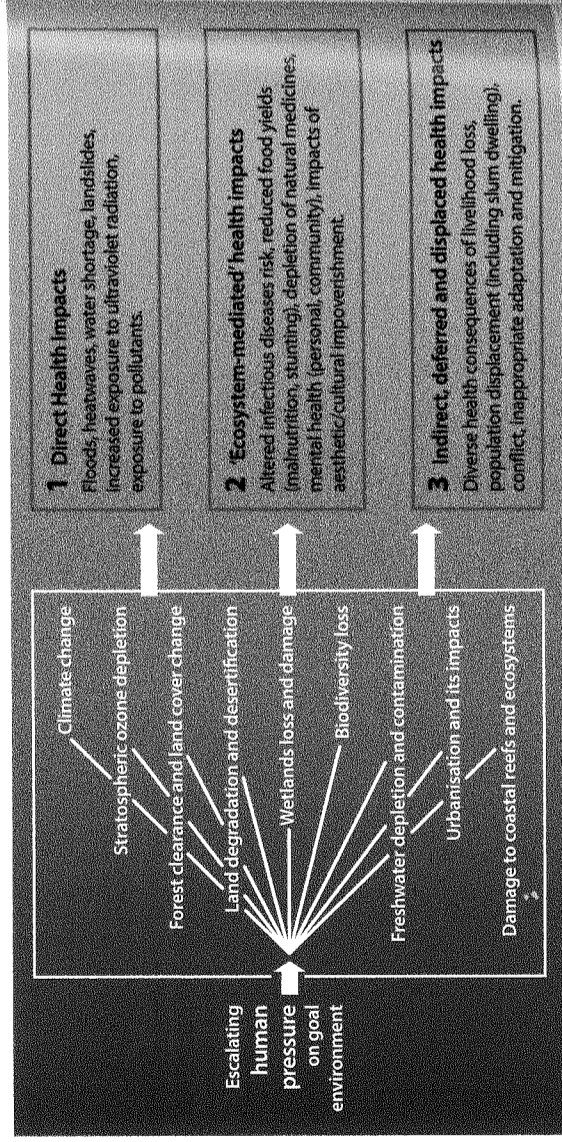 Escalating
human
pressure
on goal
environment
Climate change
Stratospheric ozone depletion
Forest clearance and land cover change
Land degradation and desertification
Wetlands loss and damage
Biodiversity loss
Freshwater depletion and contamination
Urbanisation and its impacts
Damage to coastal reefs and ecosystems
1 Direct Health Impacts
Floods, heatwaves, water shortage, landslides,
increased exposure to ultraviolet radiation,
exposure to pollutants.
2 'Ecosystem-mediated' health impacts
Altered infectious diseases risk, reduced food yields
(malnutrition, stunting), depletion of natural medicines,
mental health (personal, community), impacts of
aesthetic/cultural impoverishment.
3 Indirect, deferred and displaced health impacts
Diverse health consequences of livelihood loss,
population displacement (including slum dwelling),
conflict, inappropriate adaptation and mitigation.